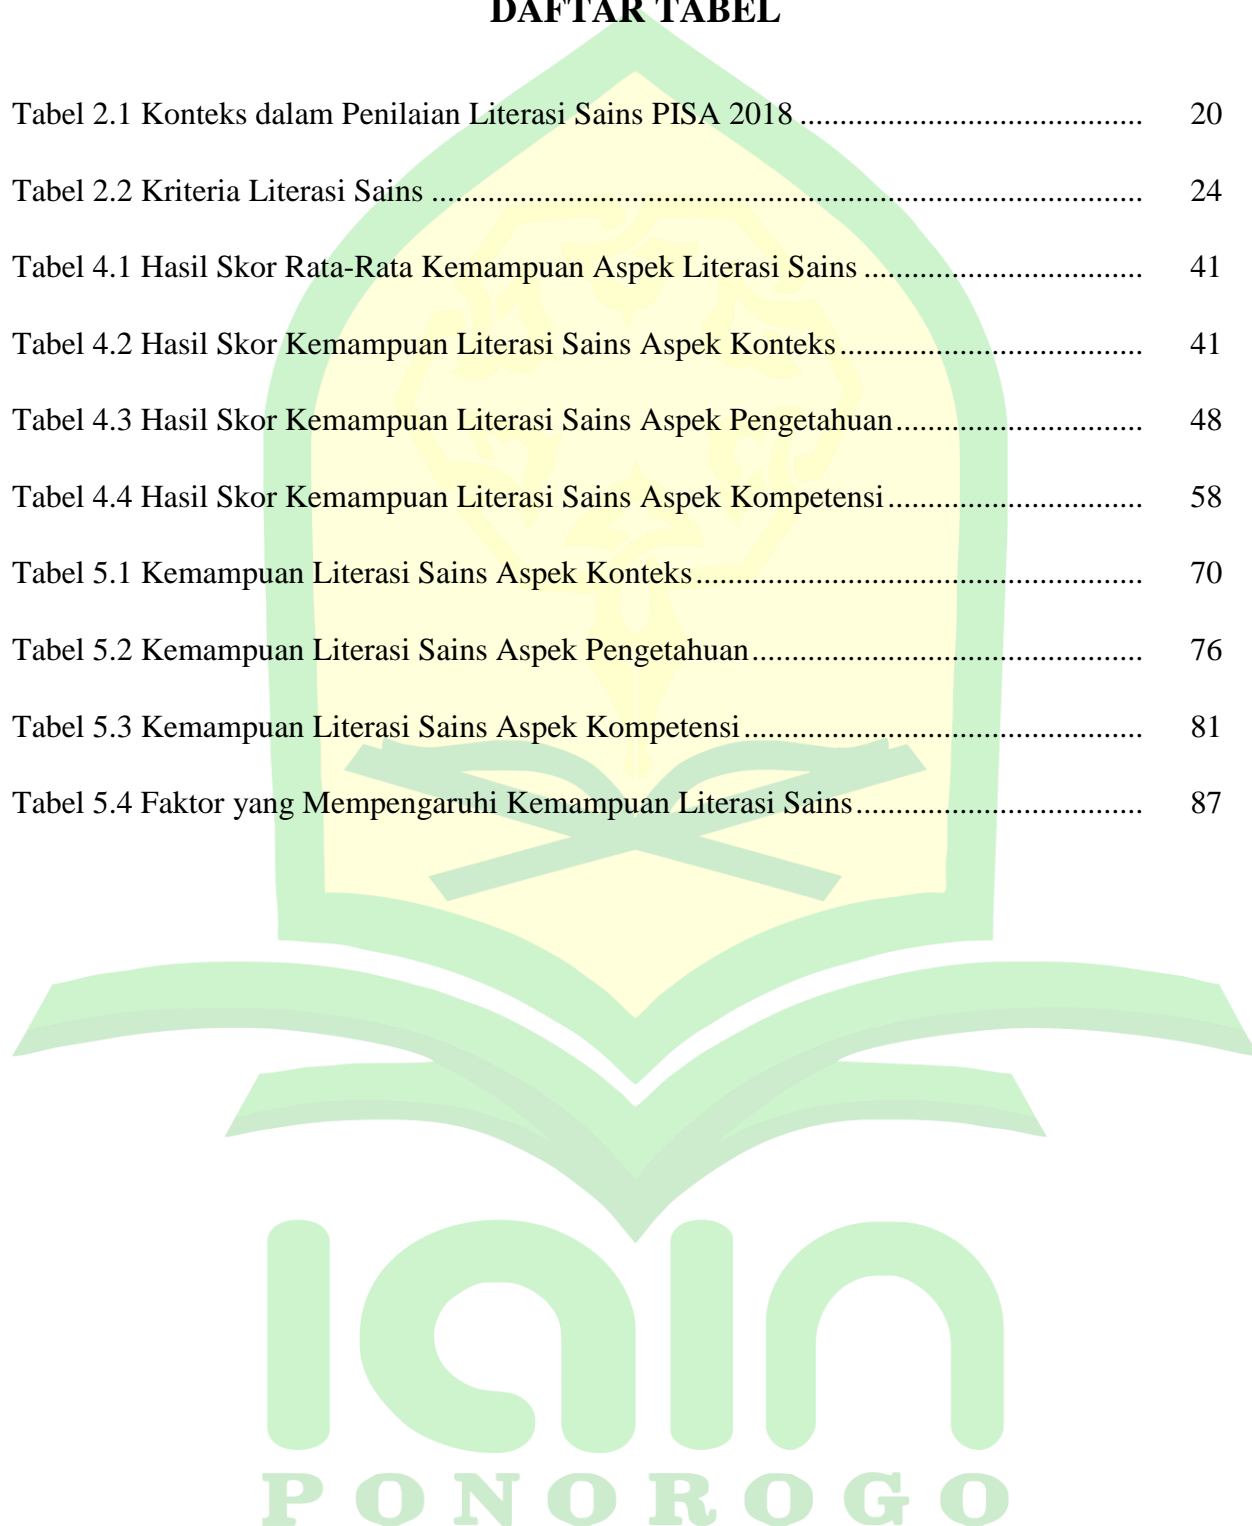 DAFTAR TABEL
Tabel 2.1 Konteks dalam Penilaian Literasi Sains PISA 2018 ........................................... 20
Tabel 2.2 Kriteria Literasi Sains ......................................................................................... 24
Tabel 4.1 Hasil Skor Rata-Rata Kemampuan Aspek Literasi Sains ................................... 41
Tabel 4.2 Hasil Skor Kemampuan Literasi Sains Aspek Konteks ...................................... 41
Tabel 4.3 Hasil Skor Kemampuan Literasi Sains Aspek Pengetahuan ............................... 48
Tabel 4.4 Hasil Skor Kemampuan Literasi Sains Aspek Kompetensi ................................ 58
Tabel 5.1 Kemampuan Literasi Sains Aspek Konteks ........................................................ 70
Tabel 5.2 Kemampuan Literasi Sains Aspek Pengetahuan ................................................. 76
Tabel 5.3 Kemampuan Literasi Sains Aspek Kompetensi .................................................. 81
Tabel 5.4 Faktor yang Mempengaruhi Kemampuan Literasi Sains .................................... 87
iain
PONOROGO